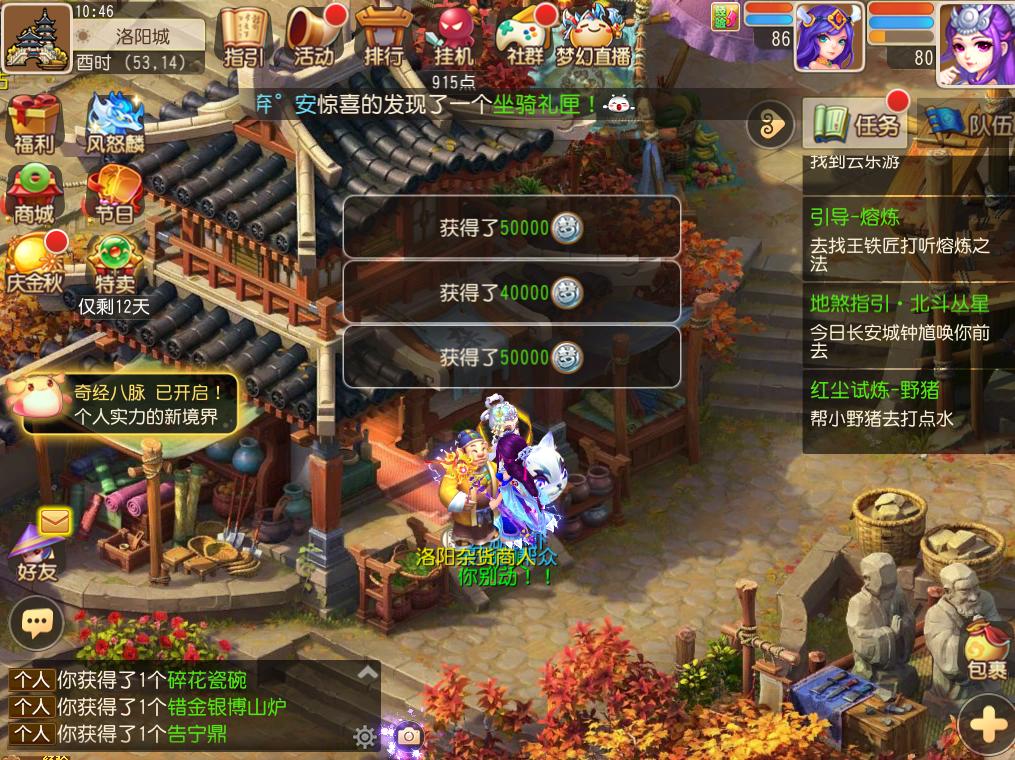 10:46
洛阳城
酉时 (53,14)
指引
活动
排行
挂机
915点
社群
梦幻直播
86
80
安惊喜的发现了一个坐骑礼匣！
福利
风怒麟
商城
节日
庆金秋
特卖
仅剩12天
任务
队伍
找到云乐游
引导-熔炼
去找王铁匠打听熔炼之
法
地煞指引·北斗丛星
今日长安城钟馗唤你前
去
红尘试炼-野猪
帮小野猪去打点水
获得了50000
获得了40000
获得了50000
奇经八脉 已开启！
个人实力的新境界
好友
洛阳杂货商人
众
你别动！！
包裹
个人 你获得了1个碎花瓷碗
个人 你获得了1个错金银博山炉
个人 你获得了1个告宁鼎